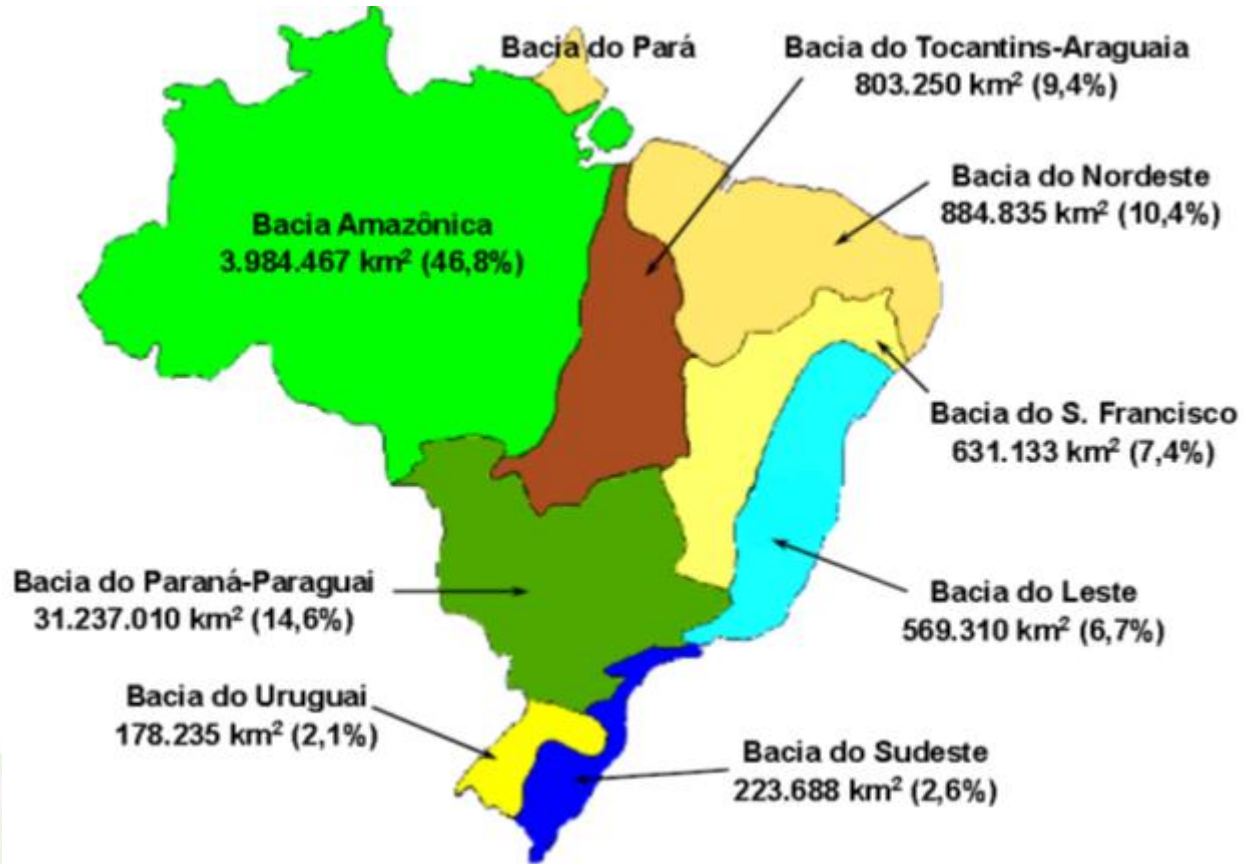 Bacia do Pará
Bacia do Tocantins-Araguaia
803.250 km² (9,4%)
Bacia do Nordeste
884.835 km² (10,4%)
Bacia Amazônica
3.984.467 km² (46,8%)
Bacia do S. Francisco
631.133 km² (7,4%)
Bacia do Paraná-Paraguai
31.237.010 km² (14,6%)
Bacia do Leste
569.310 km² (6,7%)
Bacia do Uruguai
178.235 km² (2,1%)
Bacia do Sudeste
223.688 km² (2,6%)